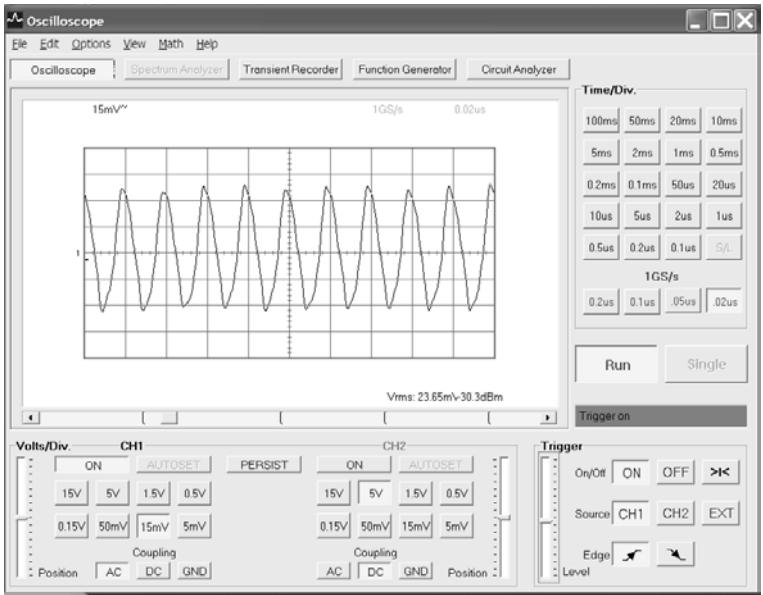 Oscilloscope
File Edit Options View Math Help
Oscilloscope Spectrum Analyzer Transient Recorder Function Generator Circuit Analyzer
Time/Div.
15mV~ 1GS/s 0.02us
100ms 50ms 20ms 10ms
5ms 2ms 1ms 0.5ms
0.2ms 0.1ms 50us 20us
10us 5us 2us 1us
1
0.5us 0.2us 0.1us S/L
1GS/s
0.2us 0.1us .05us .02us
Run Single
Vrms: 23.65mV -30.3dBm
Trigger on
Volts/Div. CH1 CH2 Trigger
ON AUTOSET PERSIST ON AUTOSET
On/Off ON OFF
15V 5V 1.5V 0.5V 15V 5V 1.5V 0.5V
Source CH1 CH2 EXT
0.15V 50mV 15mV 5mV 0.15V 50mV 15mV 5mV
Coupling Coupling
Edge
Position AC DC GND AC DC GND Position
Level